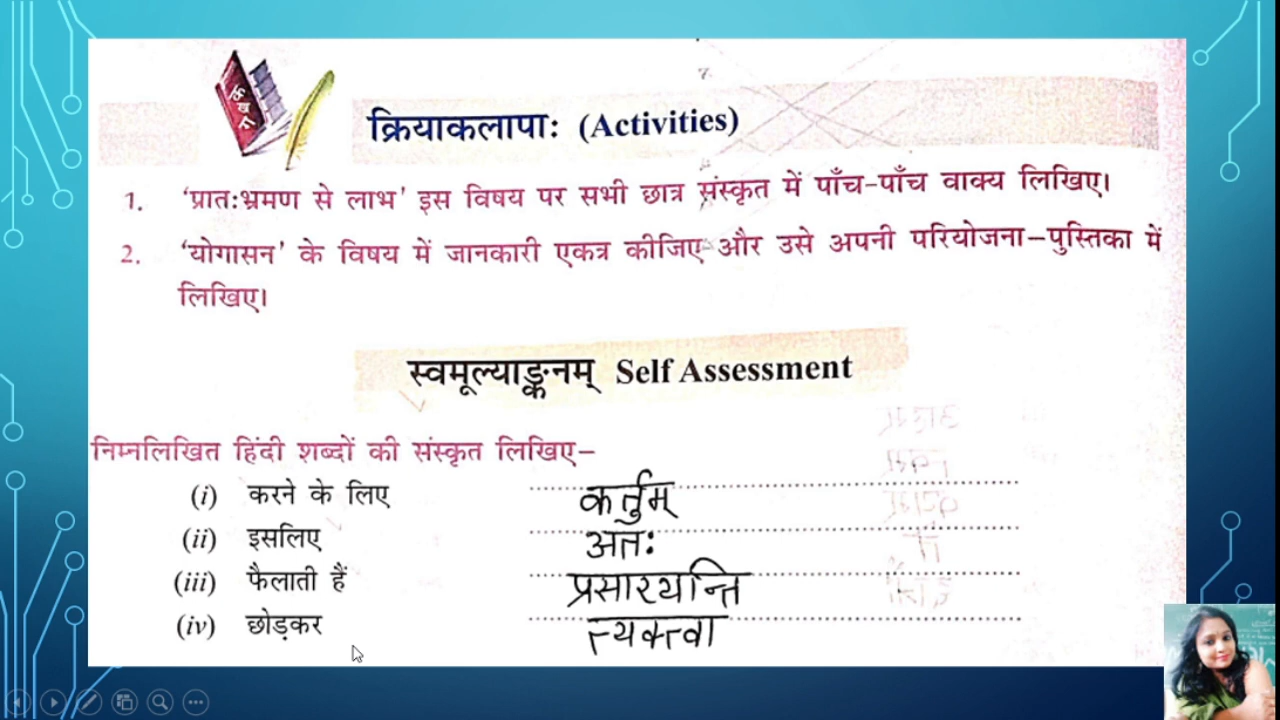 क ख ग
क्रियाकलापाः (Activities)
1. 'प्रातःभ्रमण से लाभ' इस विषय पर सभी छात्र संस्कृत में पाँच-पाँच वाक्य लिखिए।
2. 'योगासन' के विषय में जानकारी एकत्र कीजिए और उसे अपनी परियोजना-पुस्तिका में
लिखिए।
स्वमूल्याङ्कनम् Self Assessment
निम्नलिखित हिंदी शब्दों की संस्कृत लिखिए-
(i) करने के लिए कर्तुम्
(ii) इसलिए अतः
(iii) फैलाती हैं प्रसारयन्ति
(iv) छोड़कर त्यक्त्वा